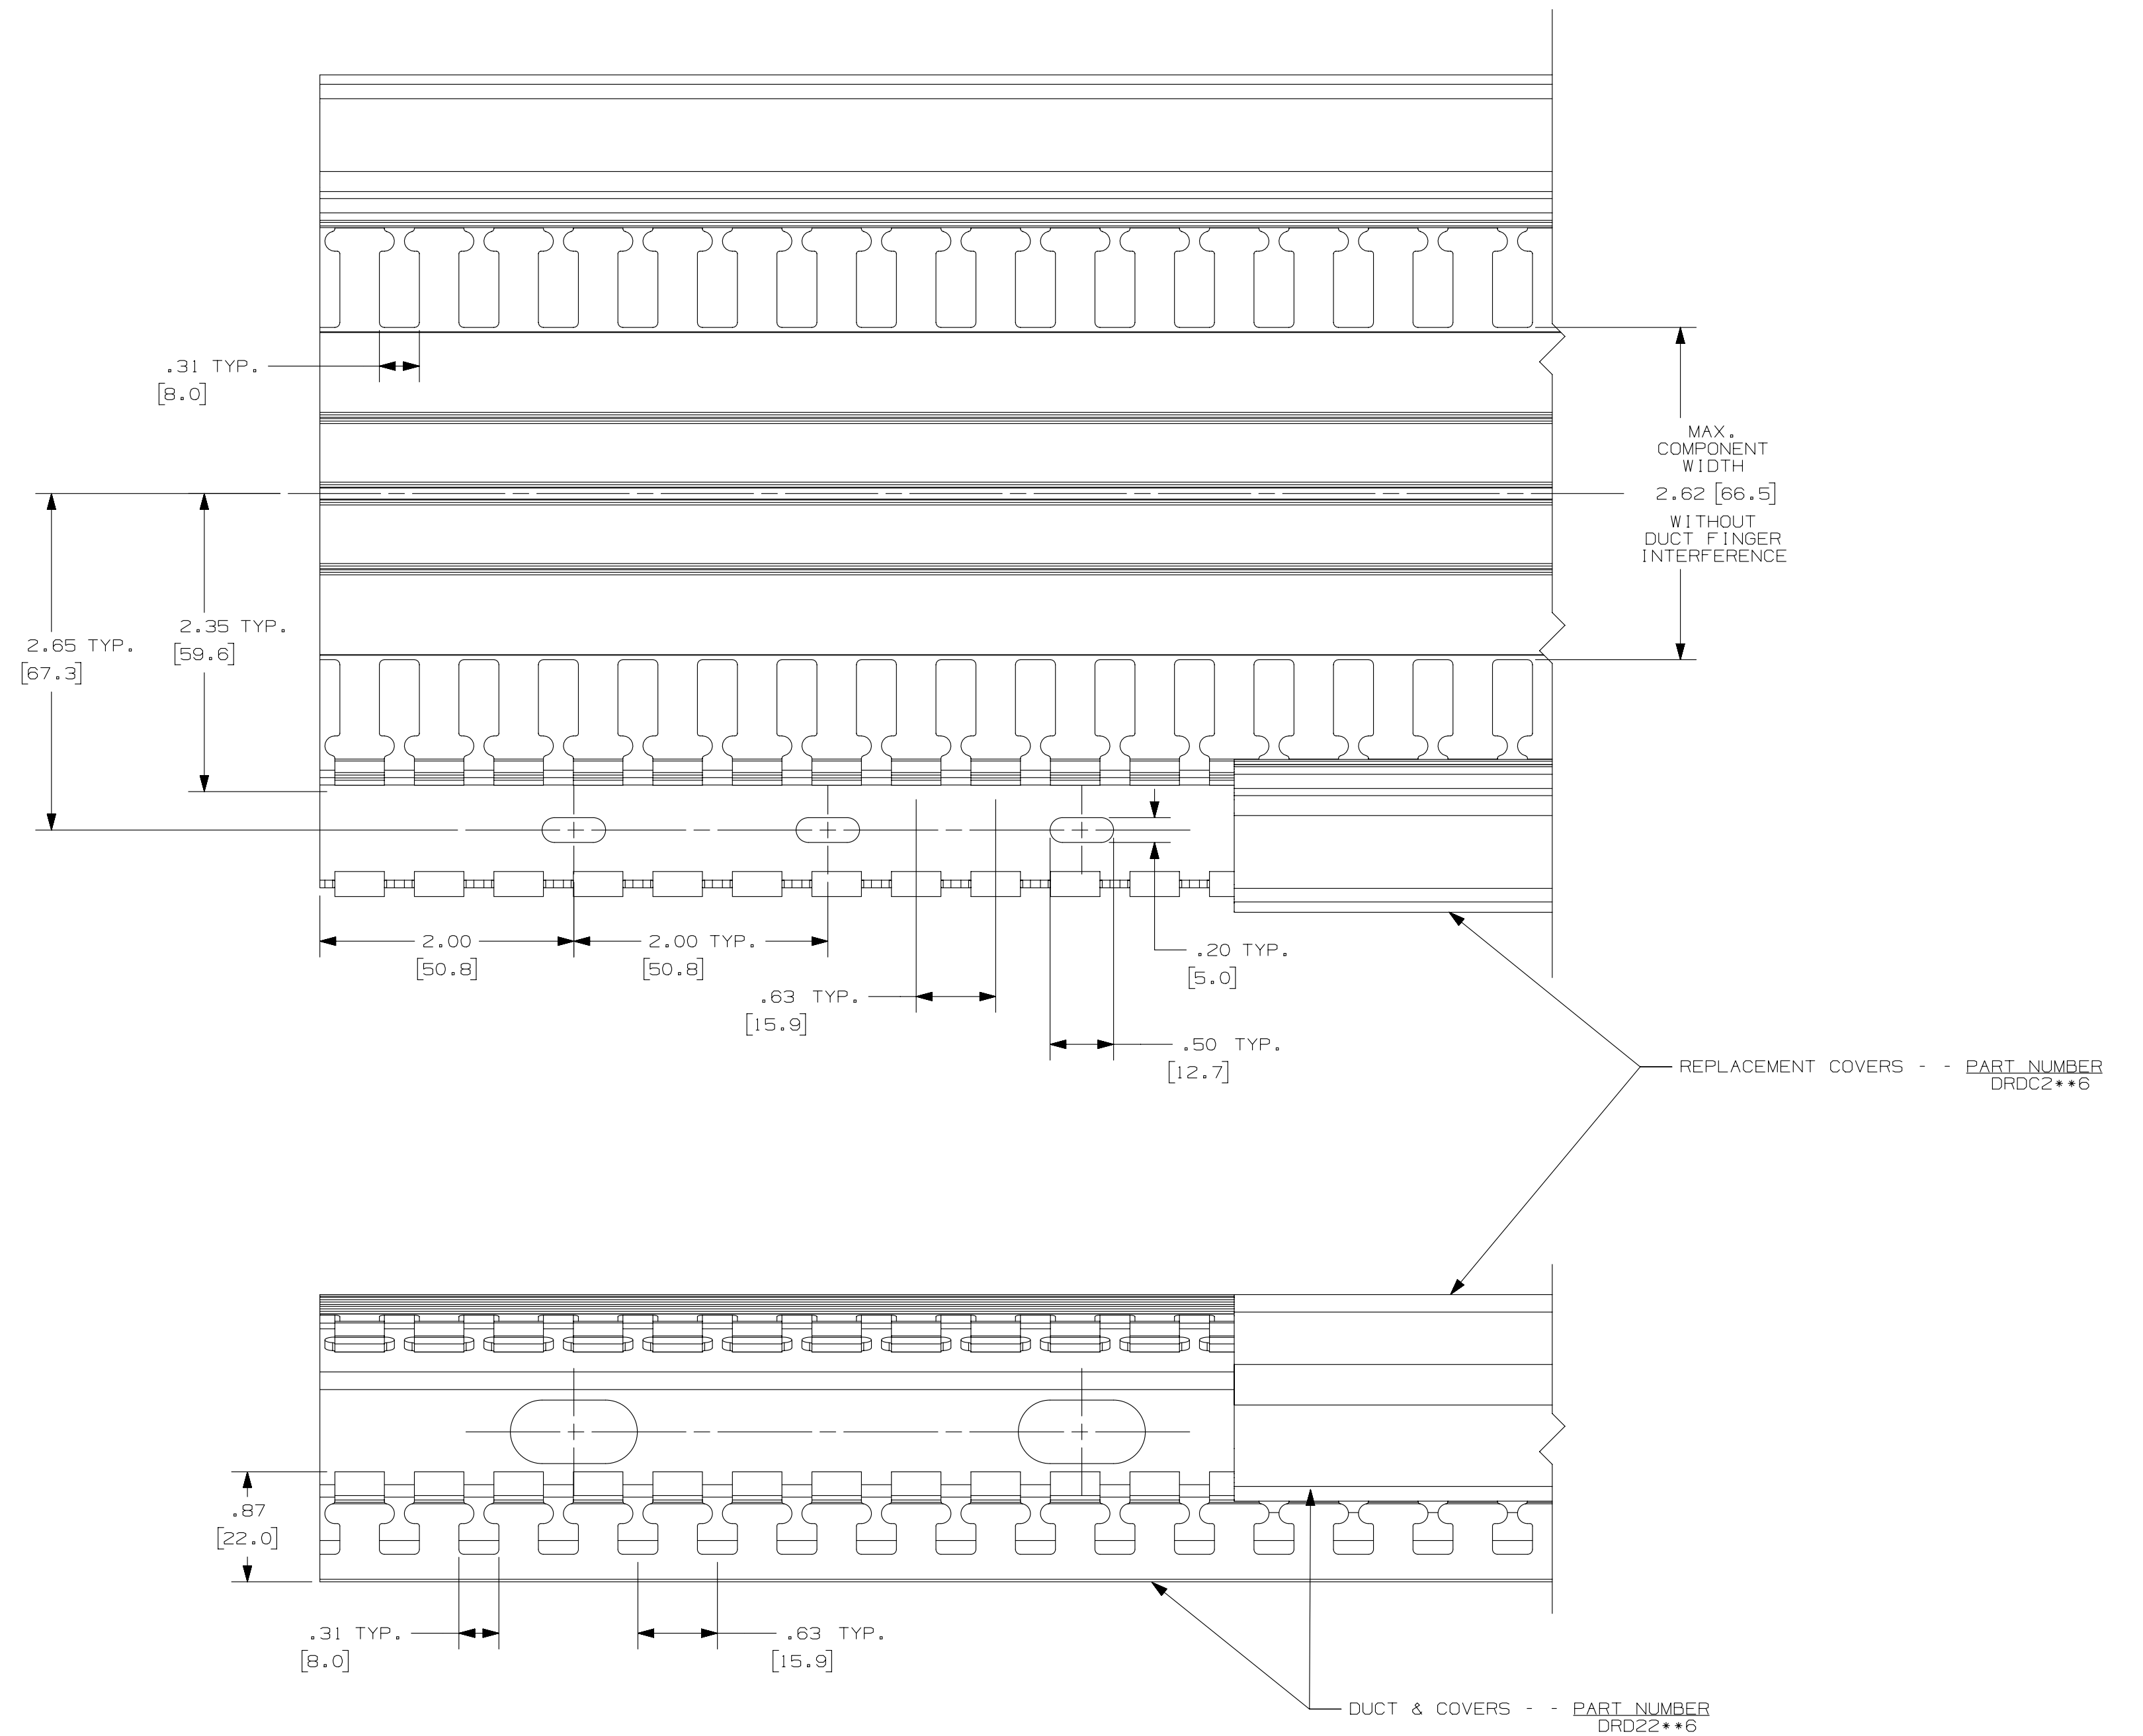 .31 TYP.
[8.0]
MAX.
COMPONENT
WIDTH
2.62 [66.5]
WITHOUT
DUCT FINGER
INTERFERENCE
2.65 TYP.
[67.3]
2.35 TYP.
[59.6]
2.00
[50.8]
2.00 TYP.
[50.8]
.20 TYP.
[5.0]
.63 TYP.
[15.9]
.50 TYP.
[12.7]
REPLACEMENT COVERS - - PART NUMBER
DRDC2**6
.87
[22.0]
.31 TYP.
[8.0]
.63 TYP.
[15.9]
DUCT & COVERS - - PART NUMBER
DRD22**6